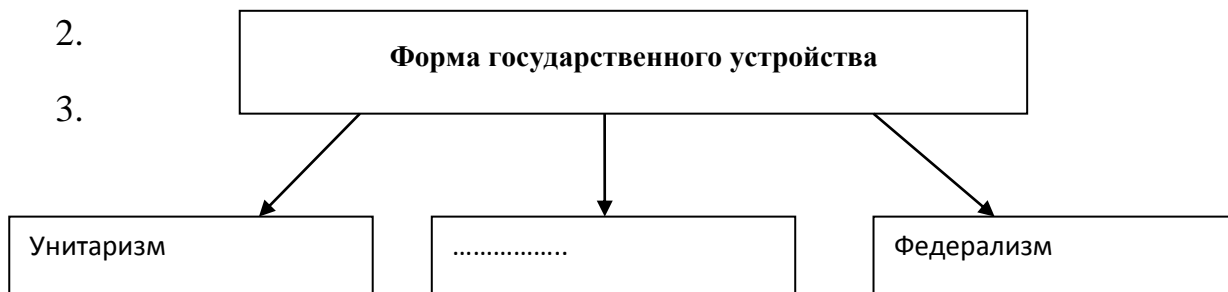 2.
Форма государственного устройства
3.
Унитаризм
……………..
Федерализм